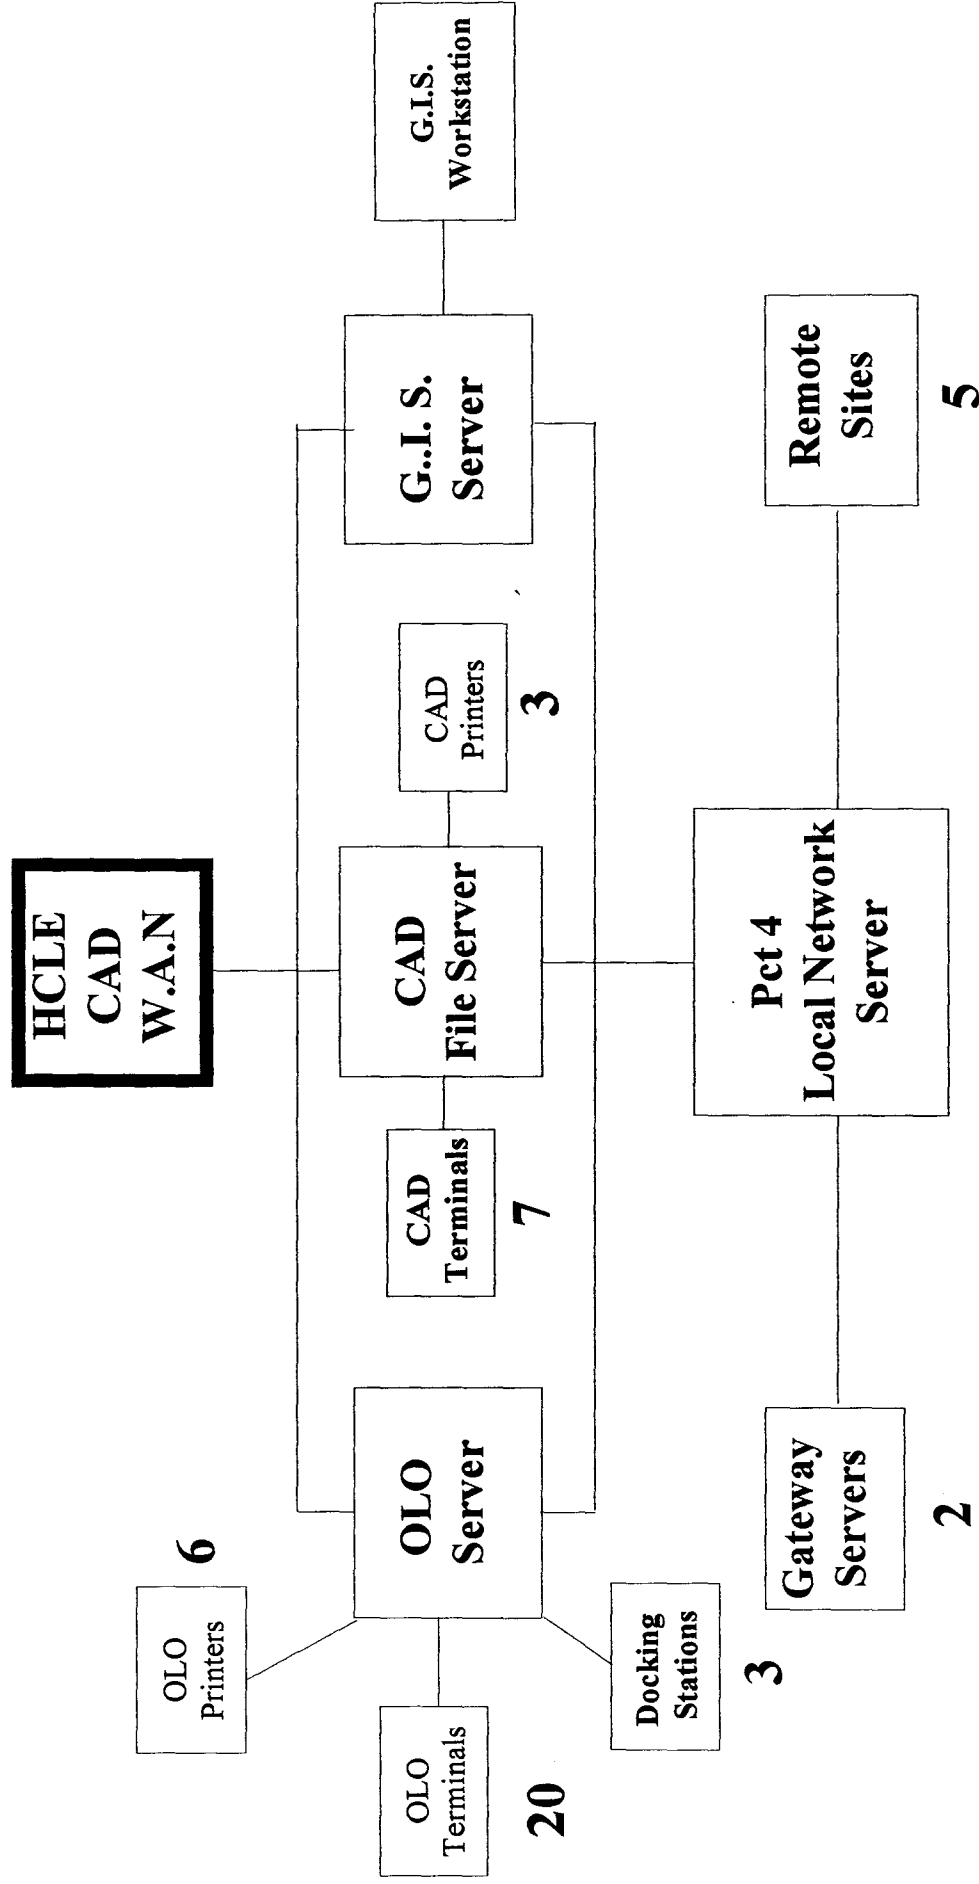 HCLE
CAD
W.A.N
OLO
Printers
6
OLO
Terminals
20
OLO
Server
CAD
Terminals
7
CAD
File Server
CAD
Printers
3
G..I. S.
Server
G.I.S.
Workstation
Docking
Stations
3
Gateway
Servers
2
Pct 4
Local Network
Server
Remote
Sites
5